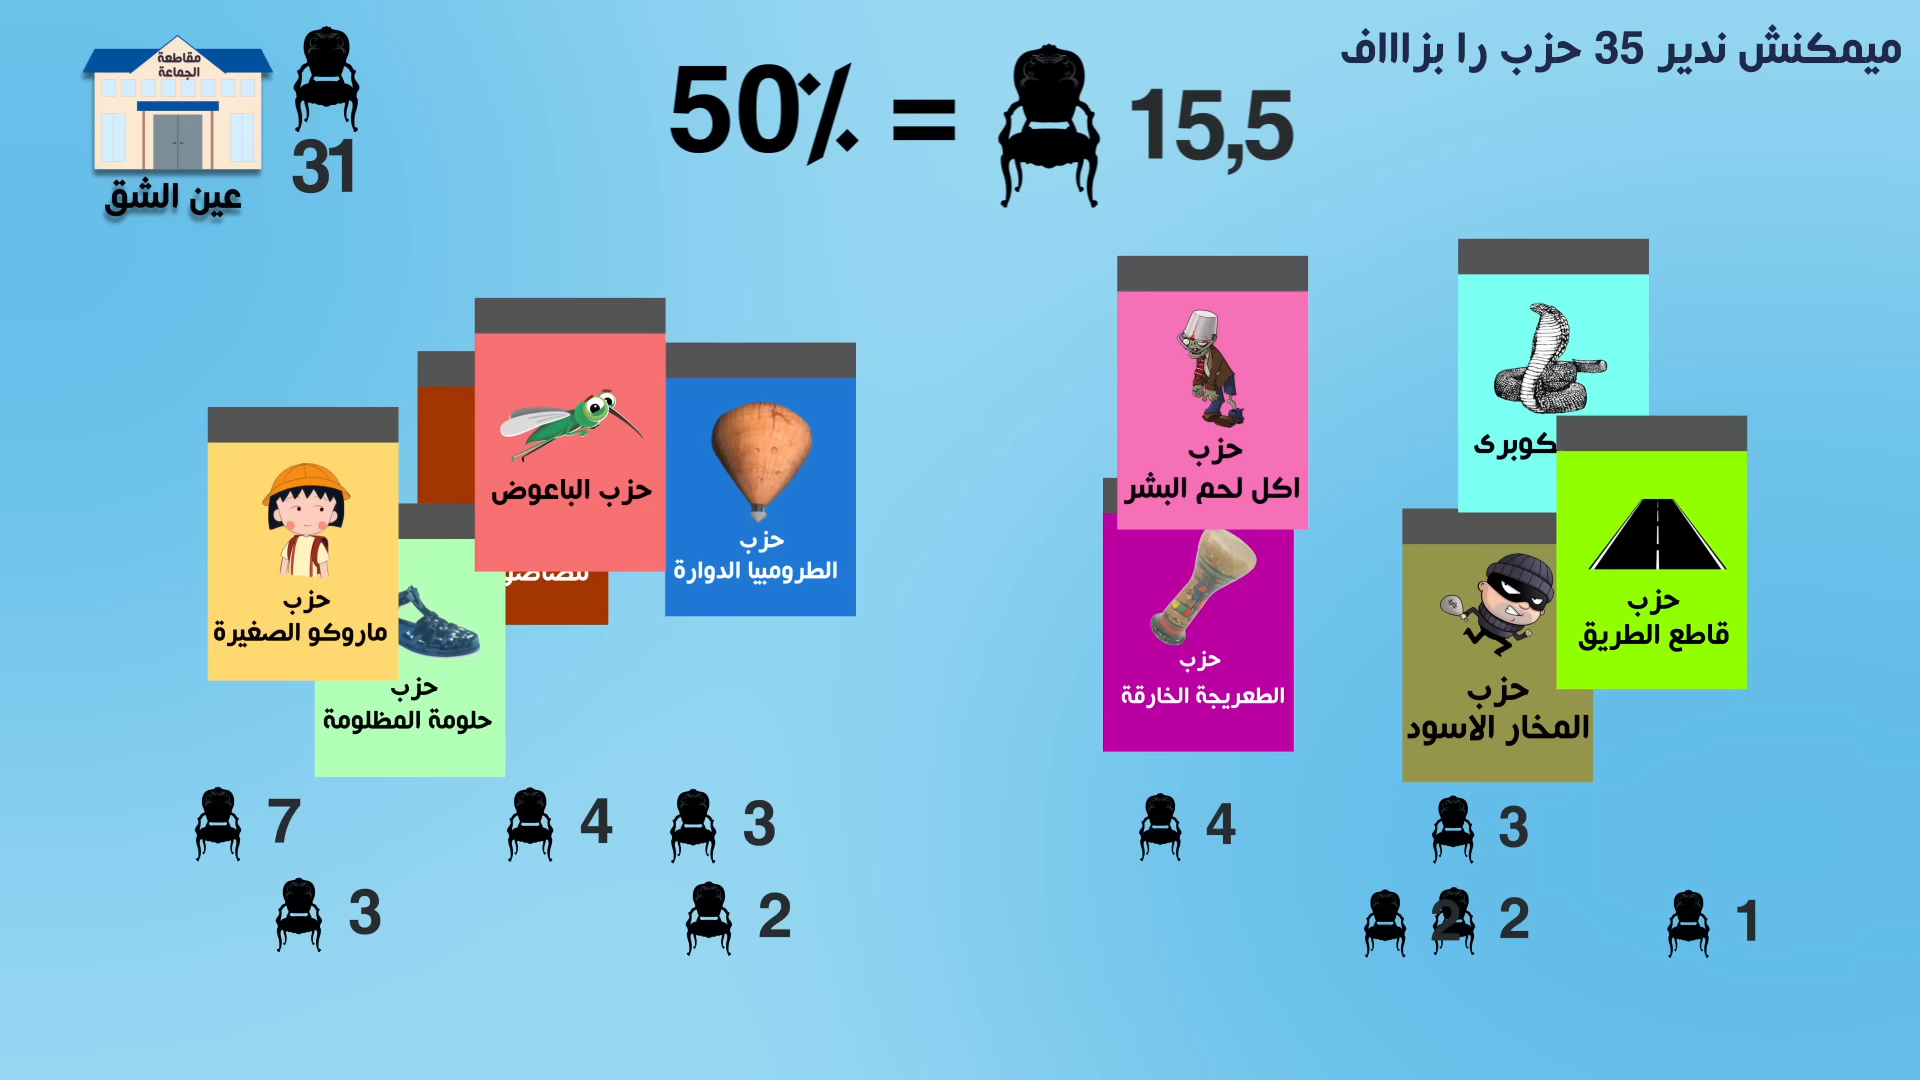 ميمكنش ندير 35 حزب را بزاااف
مقاطعة
الجماعة
31
عين الشق
50٪ = 15,5
حزب
اكل لحم البشر
كوبرى
حزب الباعوض
حزب
الطرومبيا الدوارة
حزب
ماروكو الصغيرة
حزب
قاطع الطريق
حزب
حلومة المظلومة
حزب
الطعريجة الخارقة
حزب
المخار الاسود
7 4 3 4 3
3 2 2 2 1